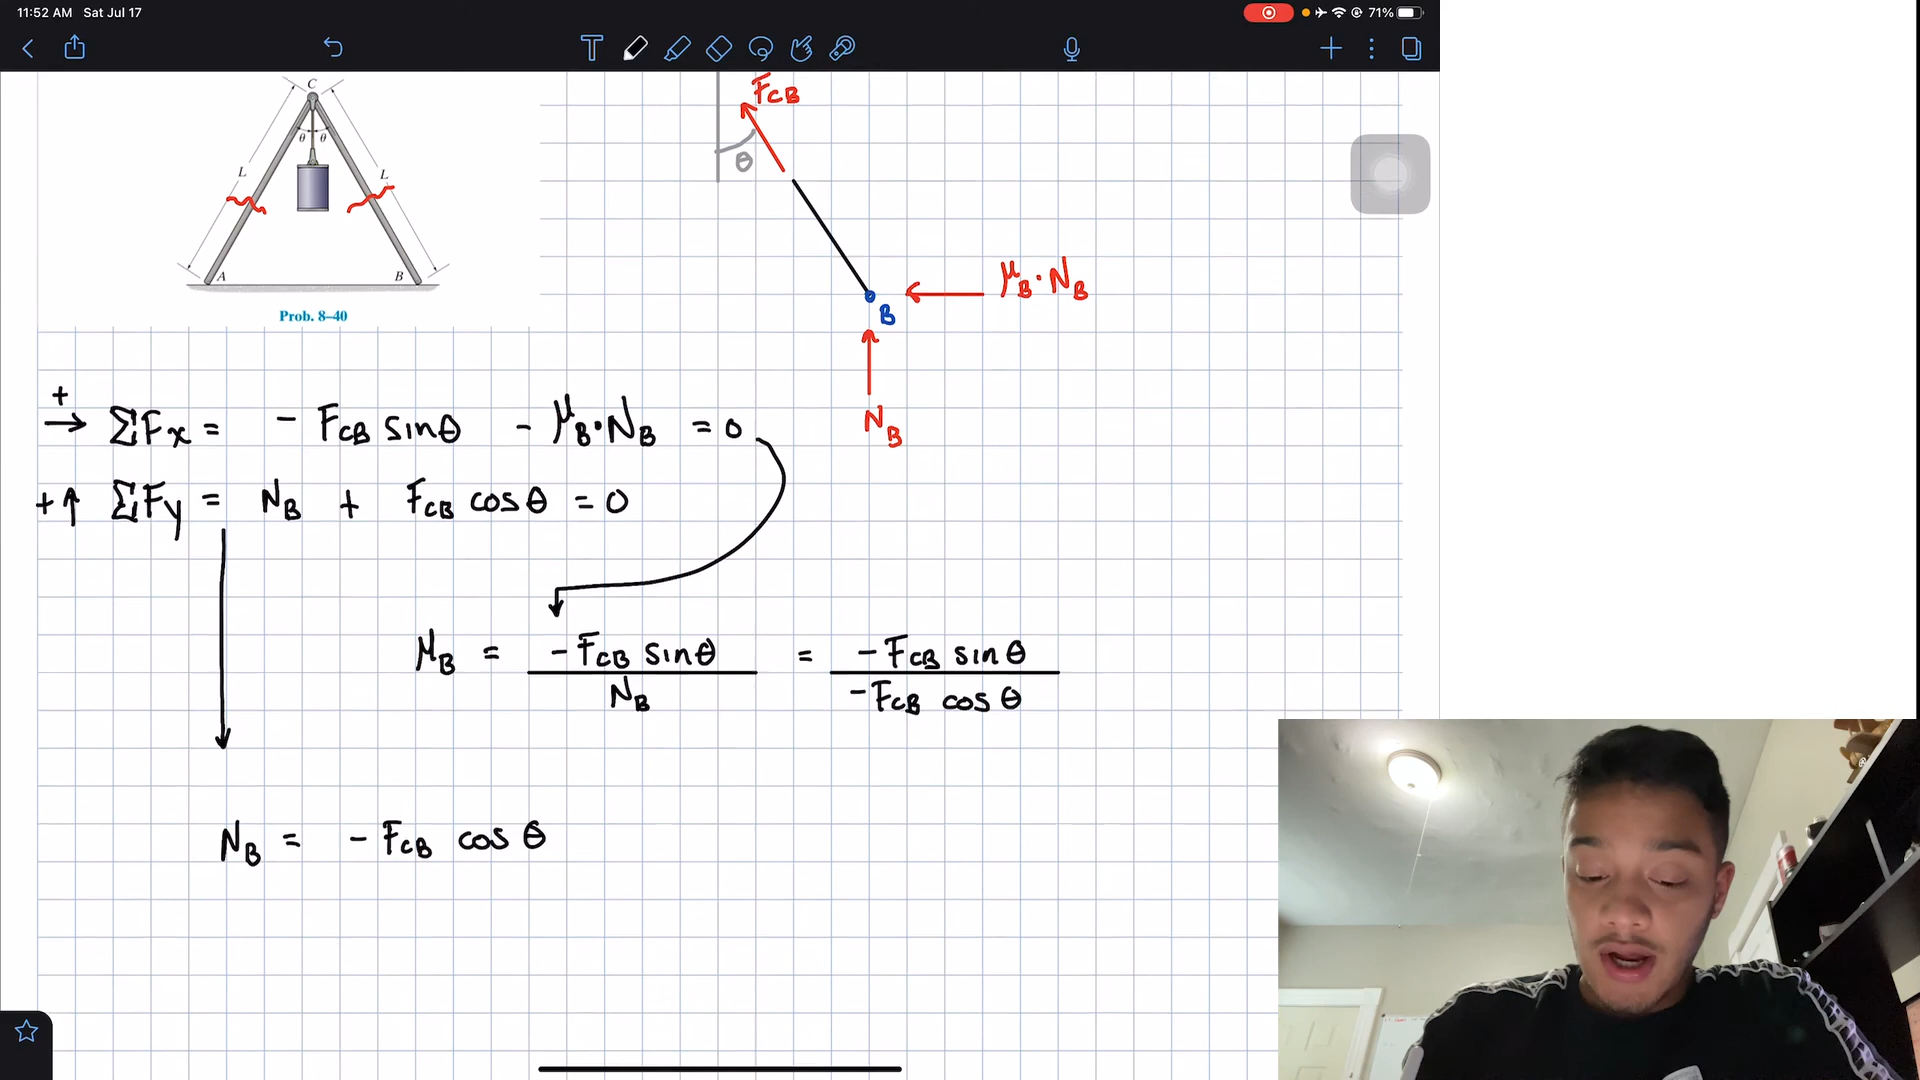 11:52 AM Sat Jul 17
71%
C
θ θ
L
L
A
B
Prob. 8–40
F_CB
θ
B
μ_B · N_B
N_B
+→ ΣFx = - F_CB sinθ - μ_B·N_B = 0
+↑ ΣFy = N_B + F_CB cosθ = 0
μ_B = -F_CB sinθ / N_B = -F_CB sinθ / -F_CB cosθ
N_B = - F_CB cosθ